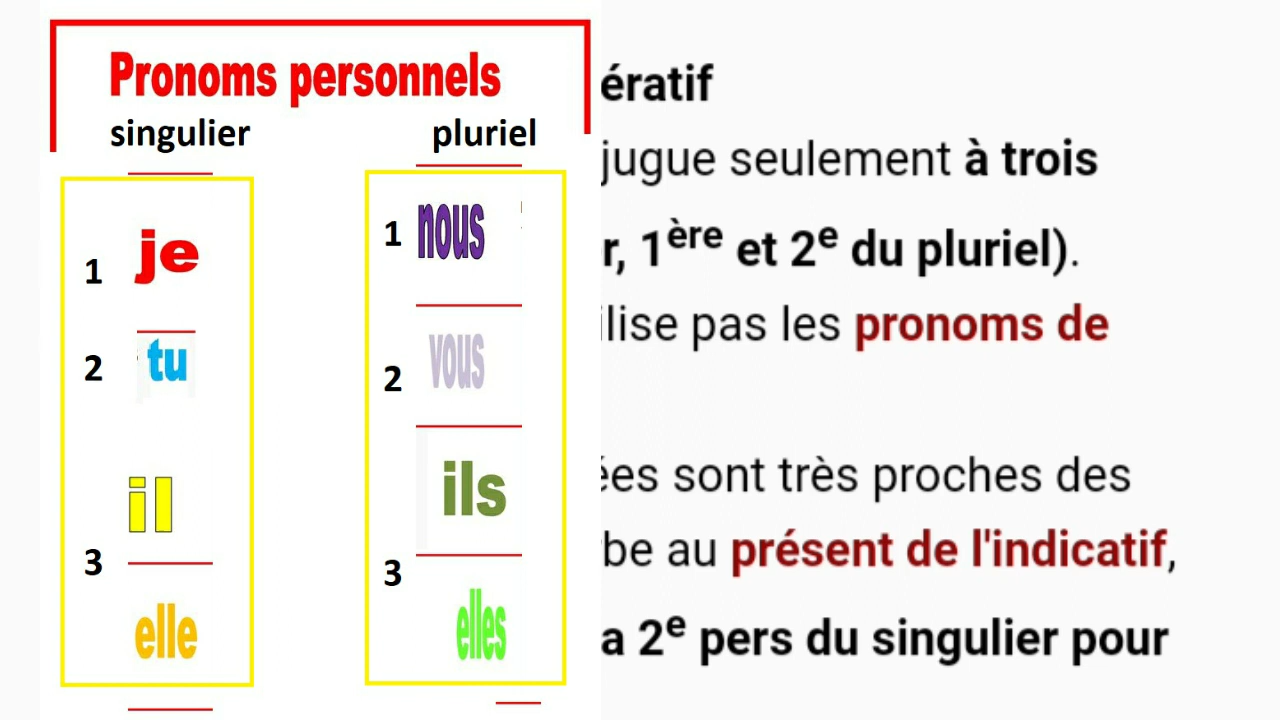 Pronoms personnels
singulier pluriel
1 je
2 tu
il
3
elle
1 nous
2 vous
ils
3
elles
ératif
jugue seulement à trois
r, 1ère et 2e du pluriel).
ilise pas les pronoms de
ées sont très proches des
be au présent de l'indicatif,
a 2e pers du singulier pour